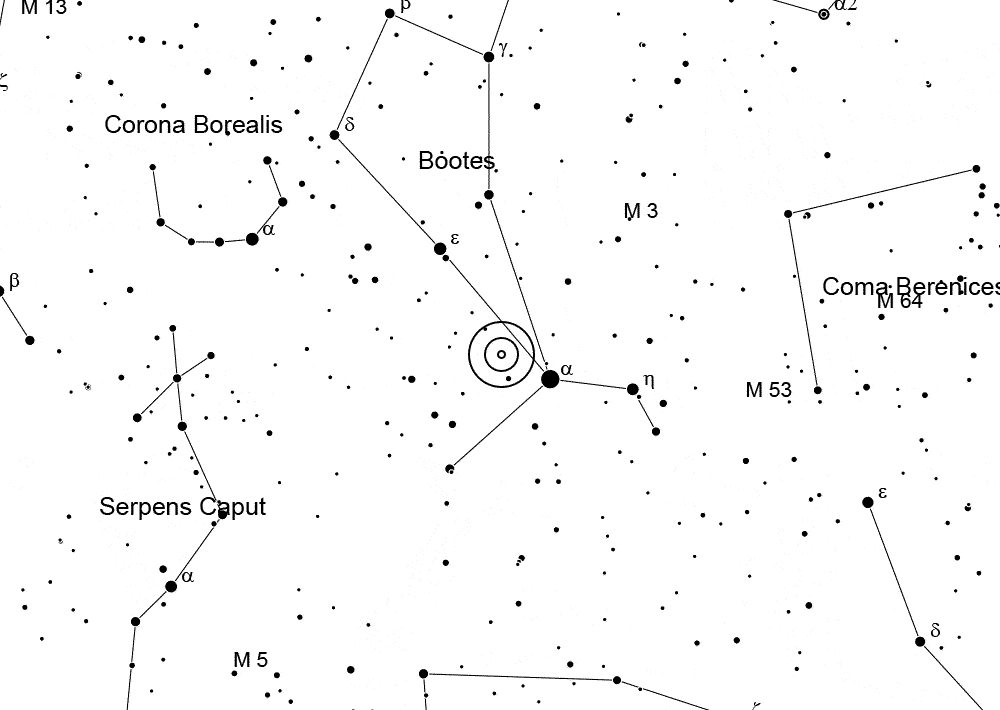 M 13
β
α2
γ
ζ
Corona Borealis
δ
Bootes
M 3
α
ε
β
Coma Berenices
M 64
α
η
M 53
ε
Serpens Caput
α
δ
M 5
ζ